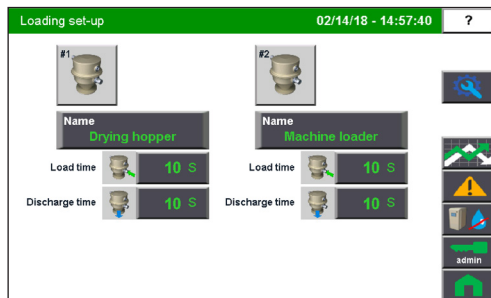 Loading set-up 02/14/18 - 14:57:40 ?
#1 #2
Name Name
Drying hopper Machine loader
Load time 10 S Load time 10 S
Discharge time 10 S Discharge time 10 S
admin